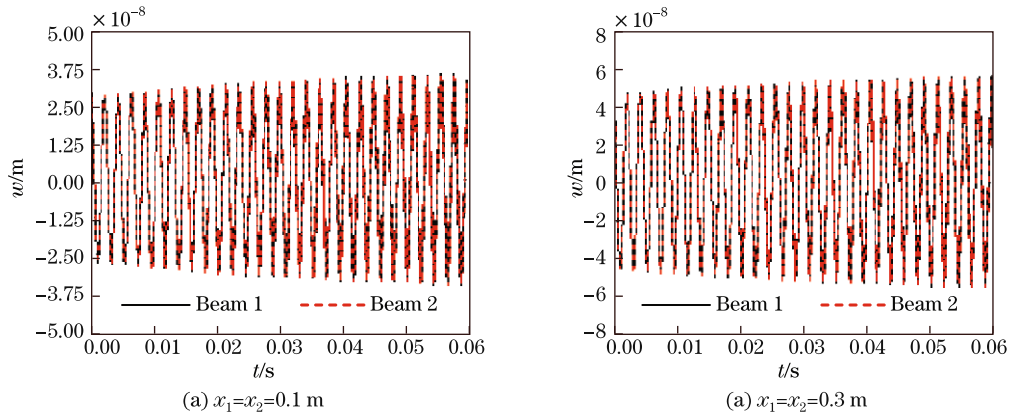 ×10⁻⁸
5.00
3.75
2.50
1.25
0.00
−1.25
−2.50
−3.75
−5.00
w/m
Beam 1
Beam 2
0.00 0.01 0.02 0.03 0.04 0.05 0.06
t/s
(a) x₁=x₂=0.1 m
×10⁻⁸
8
6
4
2
0
−2
−4
−6
−8
w/m
Beam 1
Beam 2
0.00 0.01 0.02 0.03 0.04 0.05 0.06
t/s
(a) x₁=x₂=0.3 m